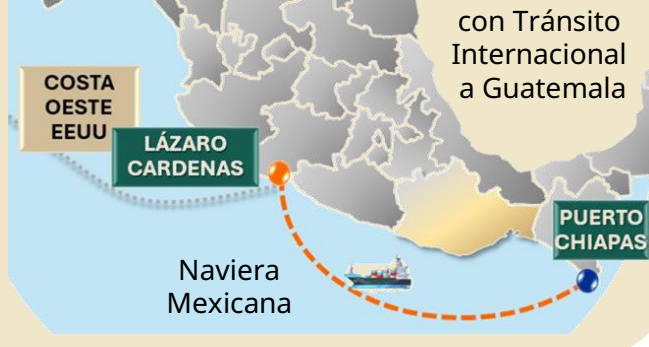 con Tránsito
Internacional
a Guatemala
COSTA
OESTE
EEUU
LÁZARO
CARDENAS
PUERTO
CHIAPAS
Naviera
Mexicana